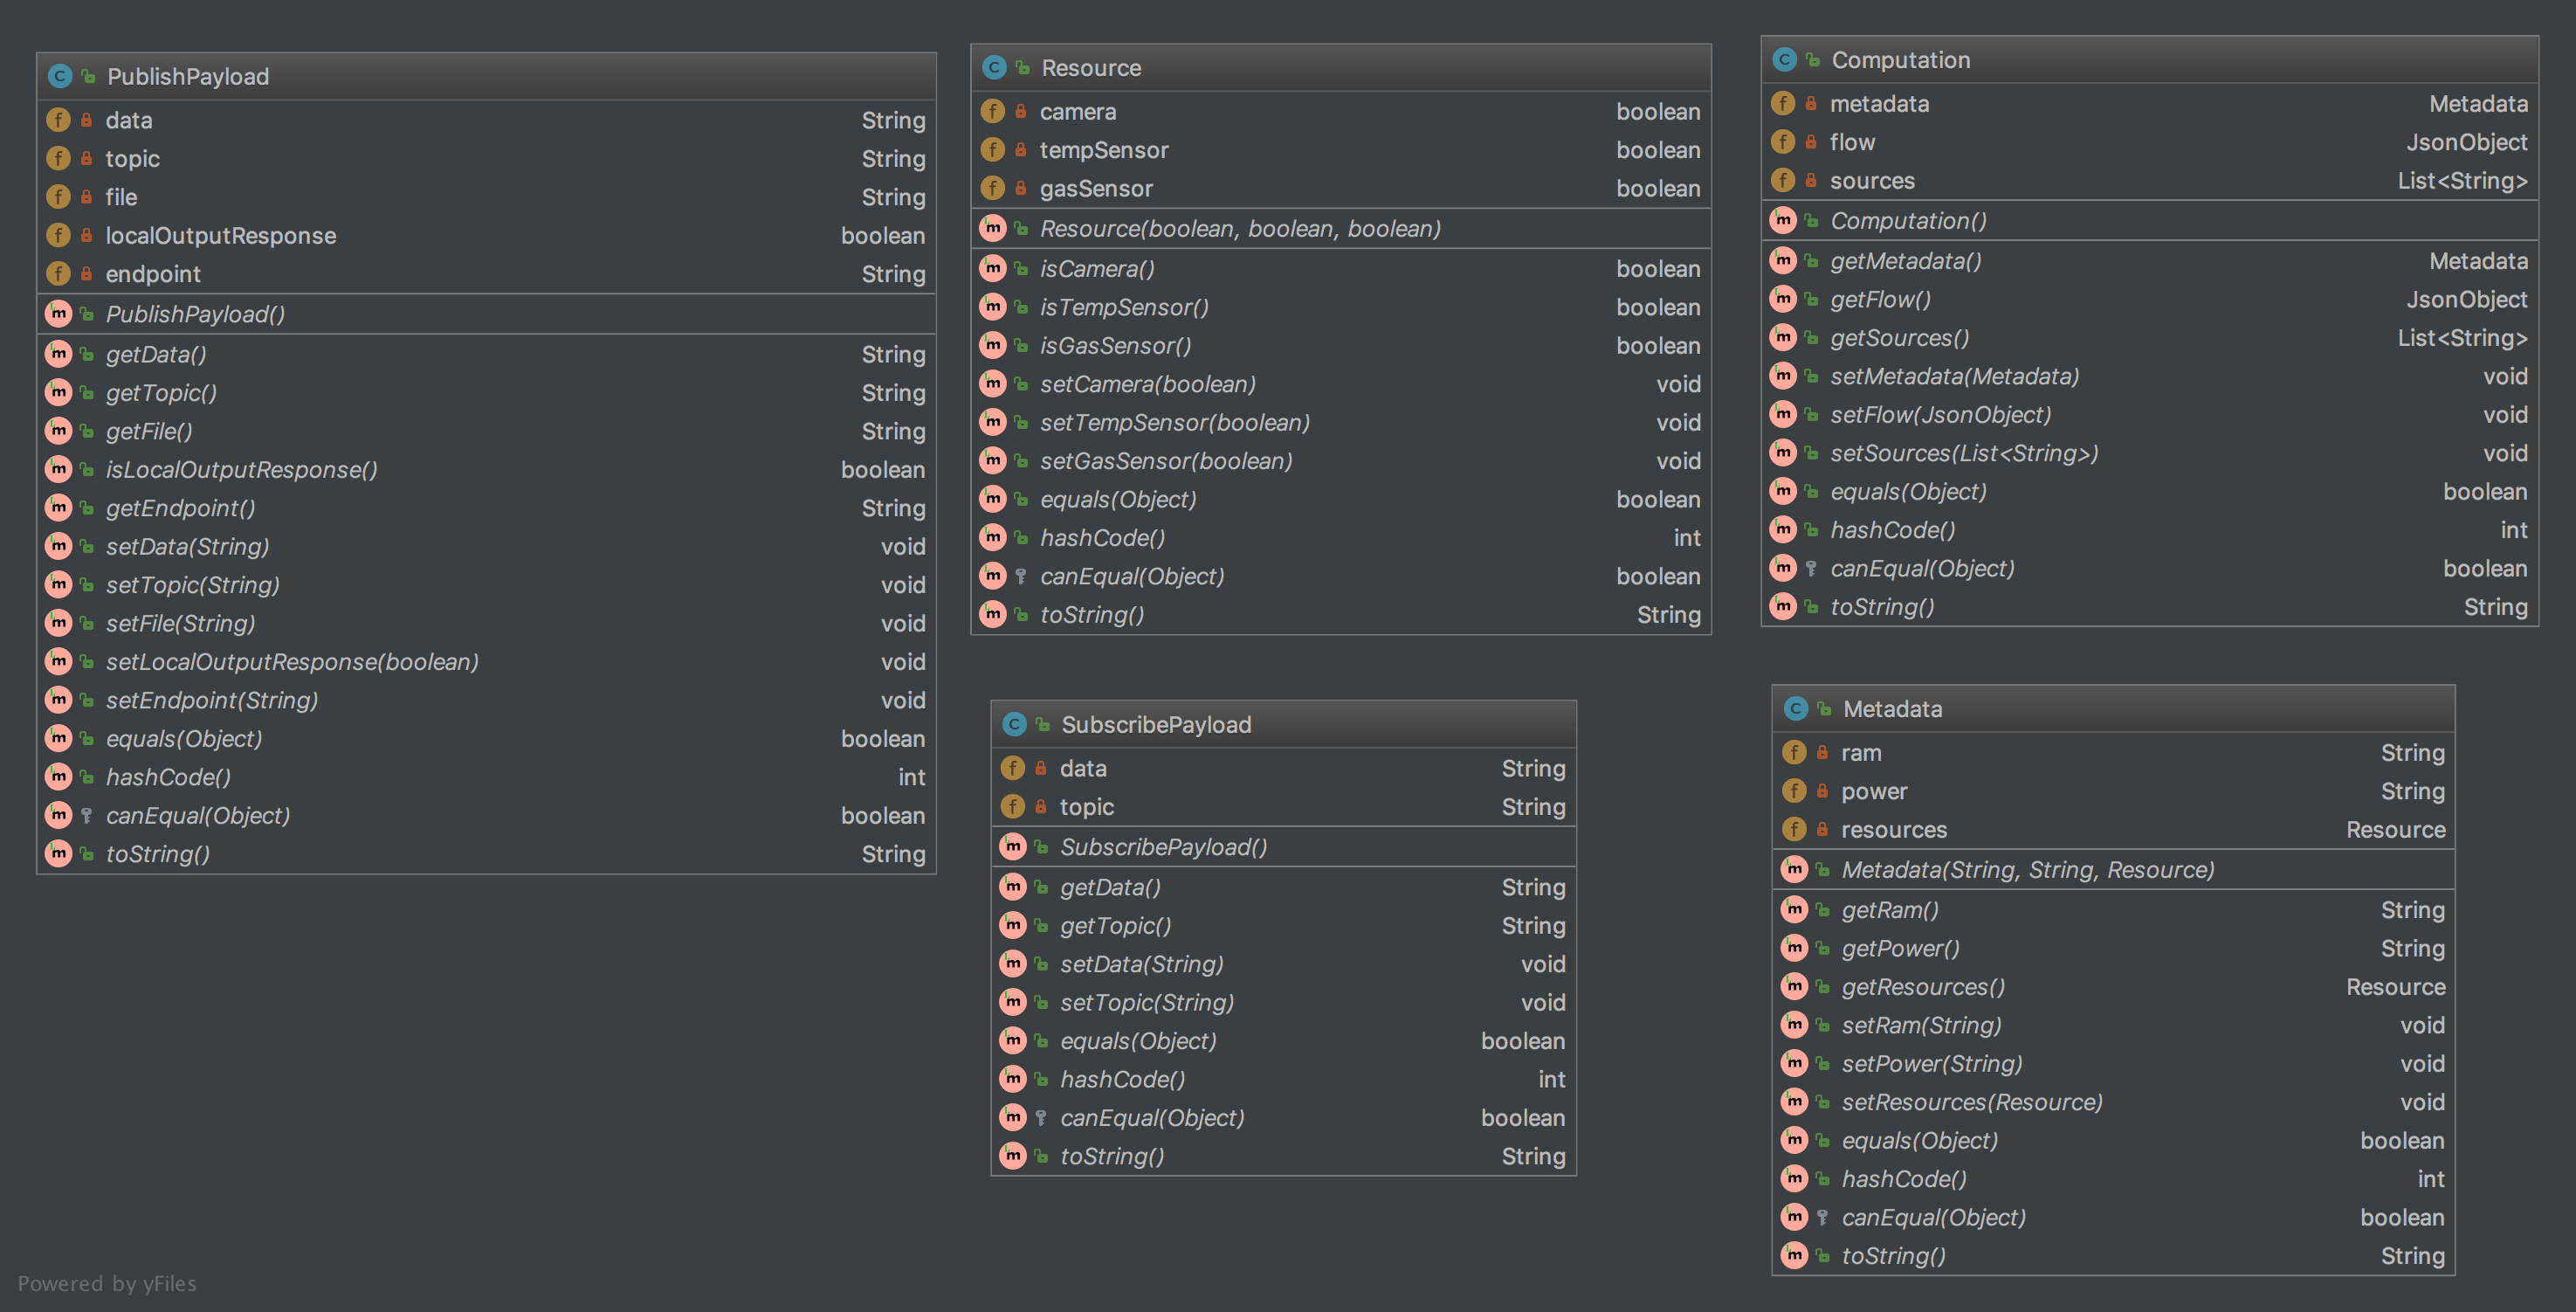 PublishPayload
data String
topic String
file String
localOutputResponse boolean
endpoint String
PublishPayload()
getData() String
getTopic() String
getFile() String
isLocalOutputResponse() boolean
getEndpoint() String
setData(String) void
setTopic(String) void
setFile(String) void
setLocalOutputResponse(boolean) void
setEndpoint(String) void
equals(Object) boolean
hashCode() int
canEqual(Object) boolean
toString() String
Resource
camera boolean
tempSensor boolean
gasSensor boolean
Resource(boolean, boolean, boolean)
isCamera() boolean
isTempSensor() boolean
isGasSensor() boolean
setCamera(boolean) void
setTempSensor(boolean) void
setGasSensor(boolean) void
equals(Object) boolean
hashCode() int
canEqual(Object) boolean
toString() String
Computation
metadata Metadata
flow JsonObject
sources List<String>
Computation()
getMetadata() Metadata
getFlow() JsonObject
getSources() List<String>
setMetadata(Metadata) void
setFlow(JsonObject) void
setSources(List<String>) void
equals(Object) boolean
hashCode() int
canEqual(Object) boolean
toString() String
SubscribePayload
data String
topic String
SubscribePayload()
getData() String
getTopic() String
setData(String) void
setTopic(String) void
equals(Object) boolean
hashCode() int
canEqual(Object) boolean
toString() String
Metadata
ram String
power String
resources Resource
Metadata(String, String, Resource)
getRam() String
getPower() String
getResources() Resource
setRam(String) void
setPower(String) void
setResources(Resource) void
equals(Object) boolean
hashCode() int
canEqual(Object) boolean
toString() String
Powered by yFiles